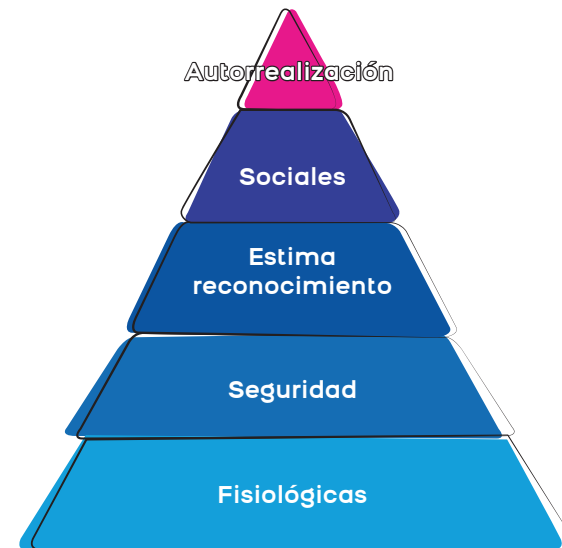 Autorrealización
Sociales
Estima
reconocimiento
Seguridad
Fisiológicas